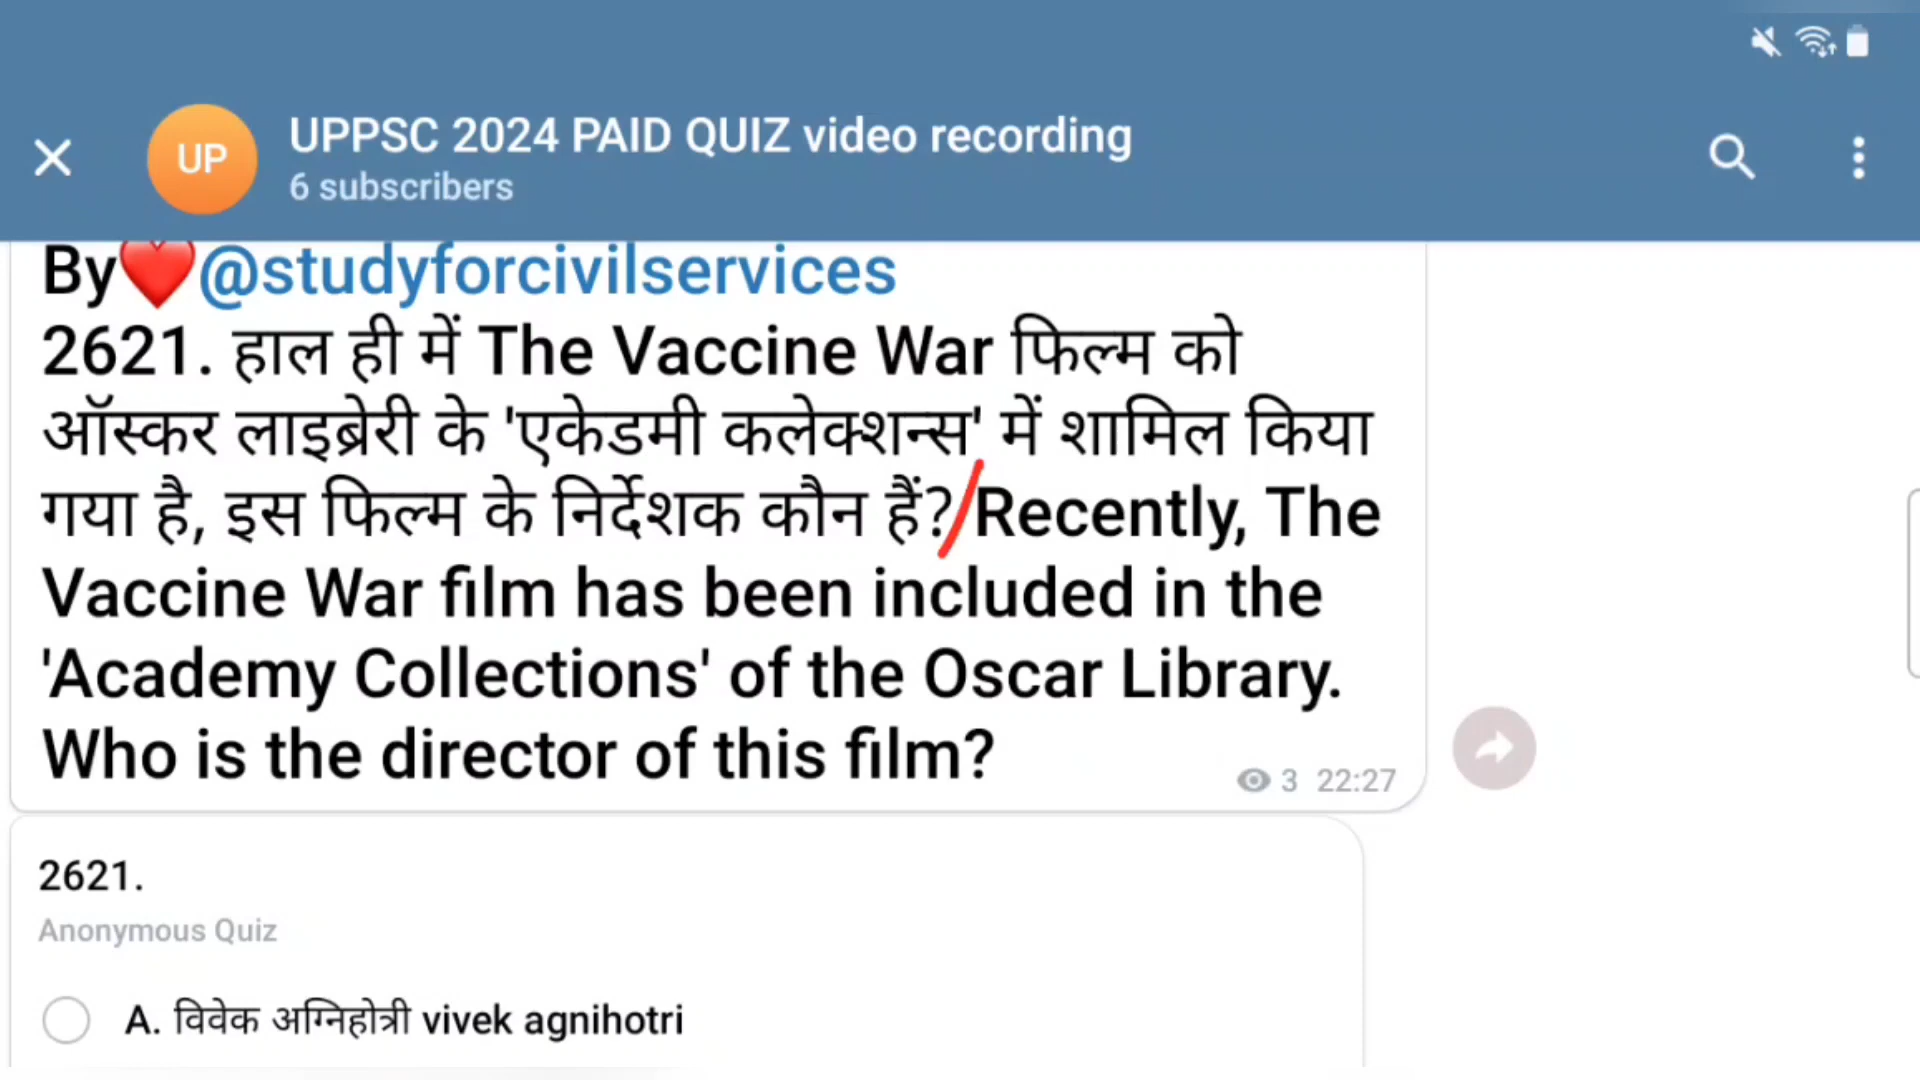 UP
UPPSC 2024 PAID QUIZ video recording
6 subscribers
By❤️@studyforcivilservices
2621. हाल ही में The Vaccine War फिल्म को
ऑस्कर लाइब्रेरी के 'एकेडमी कलेक्शन्स' में शामिल किया
गया है, इस फिल्म के निर्देशक कौन हैं?/Recently, The
Vaccine War film has been included in the
'Academy Collections' of the Oscar Library.
Who is the director of this film?
3 22:27
2621.
Anonymous Quiz
A. विवेक अग्निहोत्री vivek agnihotri